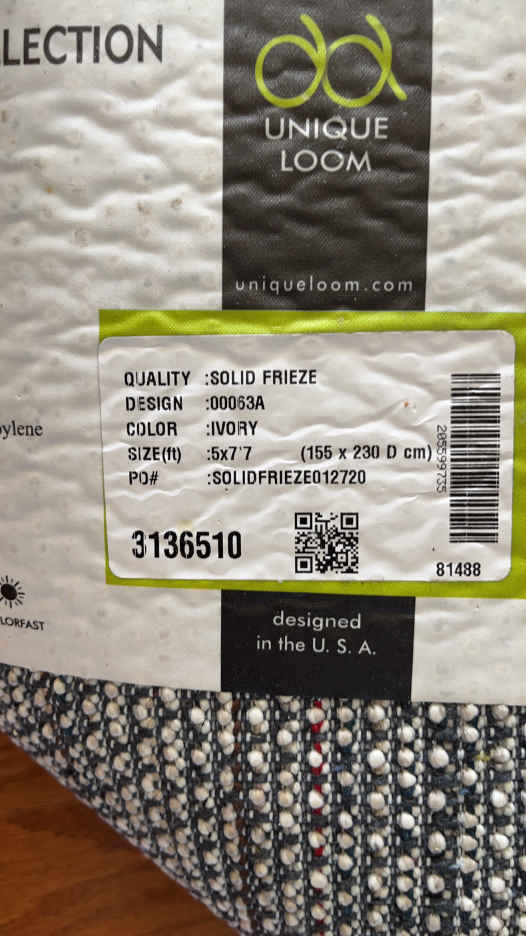 LECTION
UNIQUE
LOOM
uniqueloom.com
QUALITY :SOLID FRIEZE
DESIGN :00063A
COLOR :IVORY
SIZE(ft) :5x7'7 (155 x 230 D cm)
PO# :SOLIDFRIEZE012720
3136510
205599735
81488
ylene
LORFAST
designed
in the U. S. A.